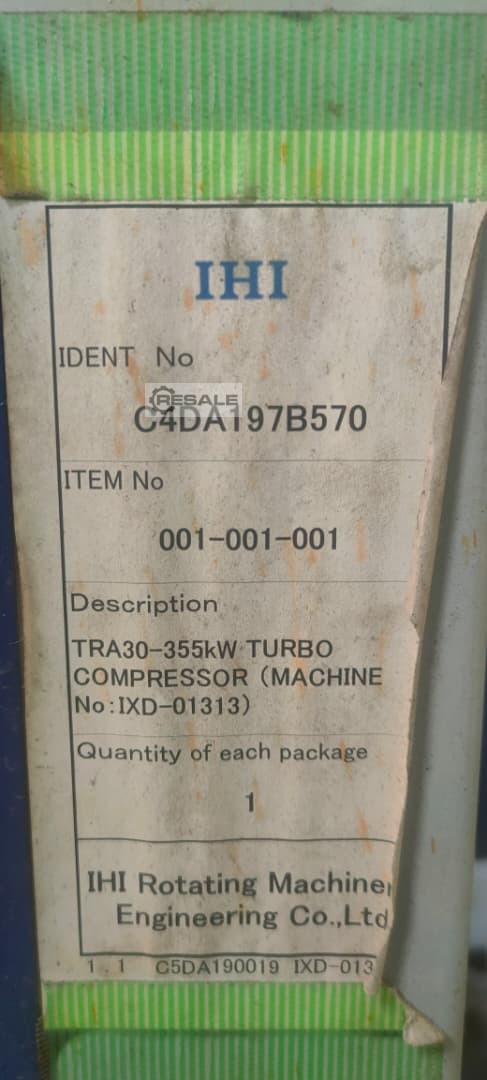 IHI
IDENT No
RESALE
C4DA197B570
ITEM No
001-001-001
Description
TRA30-355kW TURBO
COMPRESSOR (MACHINE
No:IXD-01313)
Quantity of each package
1
IHI Rotating Machiner
Engineering Co.,Ltd
1 . 1 C5DA190019 IXD-013